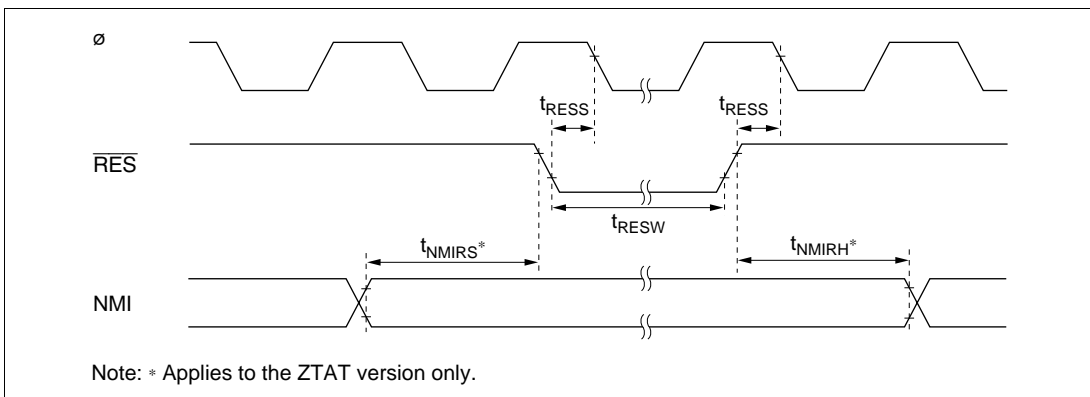 ø
tRESS tRESS
RES
tRESW
tNMIRS* tNMIRH*
NMI
Note: * Applies to the ZTAT version only.